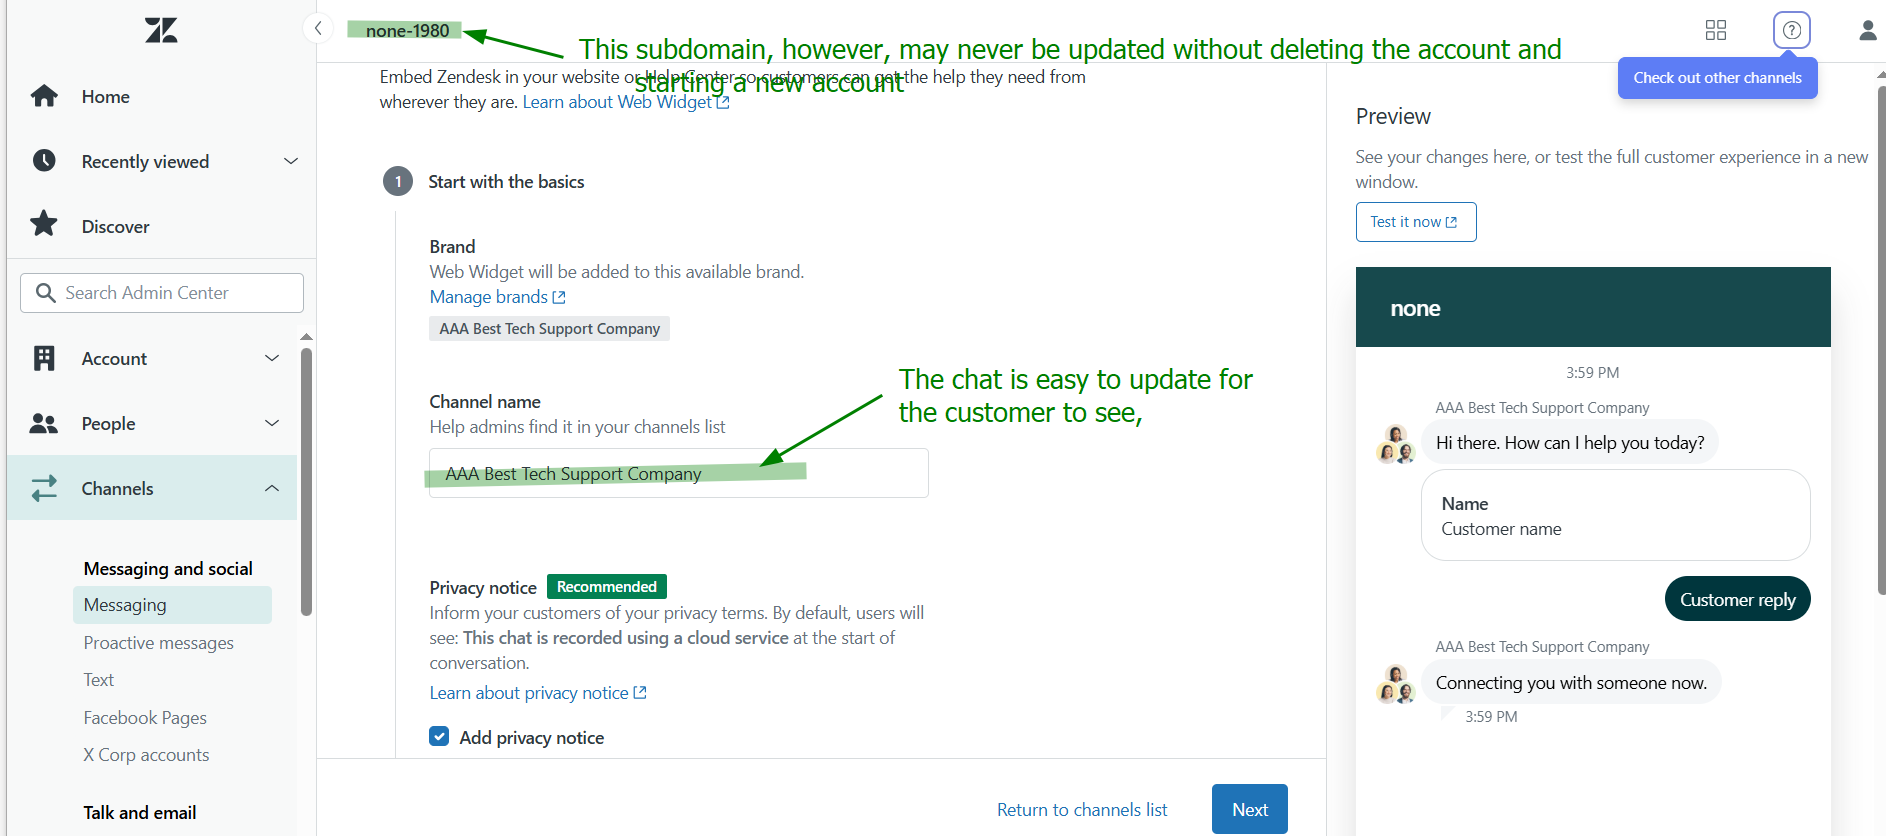 none-1980
This subdomain, however, may never be updated without deleting the account and
starting a new account
Embed Zendesk in your website or Help Center so customers can get the help they need from
wherever they are. Learn about Web Widget
Check out other channels
Home
Recently viewed
Discover
Search Admin Center
Account
People
Channels
Messaging and social
Messaging
Proactive messages
Text
Facebook Pages
X Corp accounts
Talk and email
1 Start with the basics
Brand
Web Widget will be added to this available brand.
Manage brands
AAA Best Tech Support Company
Channel name
Help admins find it in your channels list
AAA Best Tech Support Company
The chat is easy to update for
the customer to see,
Privacy notice Recommended
Inform your customers of your privacy terms. By default, users will
see: This chat is recorded using a cloud service at the start of
conversation.
Learn about privacy notice
Add privacy notice
Return to channels list
Next
Preview
See your changes here, or test the full customer experience in a new
window.
Test it now
none
3:59 PM
AAA Best Tech Support Company
Hi there. How can I help you today?
Name
Customer name
Customer reply
AAA Best Tech Support Company
Connecting you with someone now.
3:59 PM